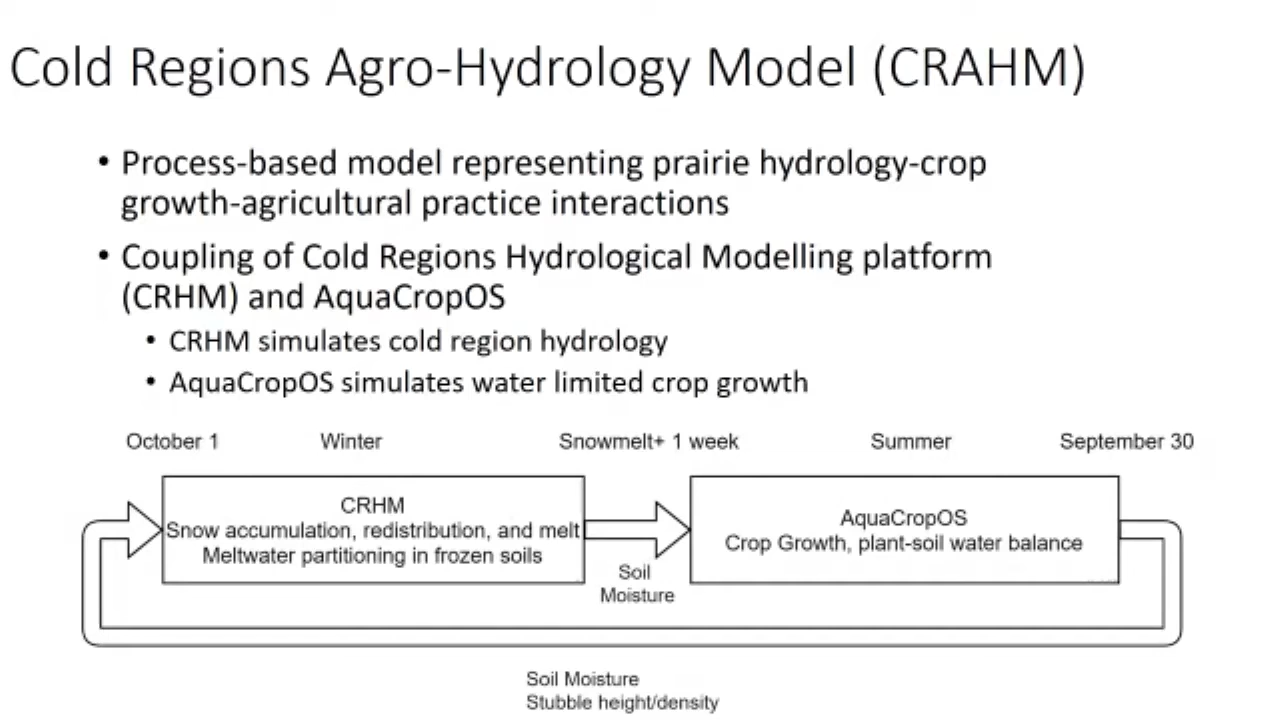 Cold Regions Agro-Hydrology Model (CRAHM)
• Process-based model representing prairie hydrology-crop
growth-agricultural practice interactions
• Coupling of Cold Regions Hydrological Modelling platform
(CRHM) and AquaCropOS
• CRHM simulates cold region hydrology
• AquaCropOS simulates water limited crop growth
October 1 Winter Snowmelt+ 1 week Summer September 30
CRHM
Snow accumulation, redistribution, and melt
Meltwater partitioning in frozen soils
Soil
Moisture
AquaCropOS
Crop Growth, plant-soil water balance
Soil Moisture
Stubble height/density